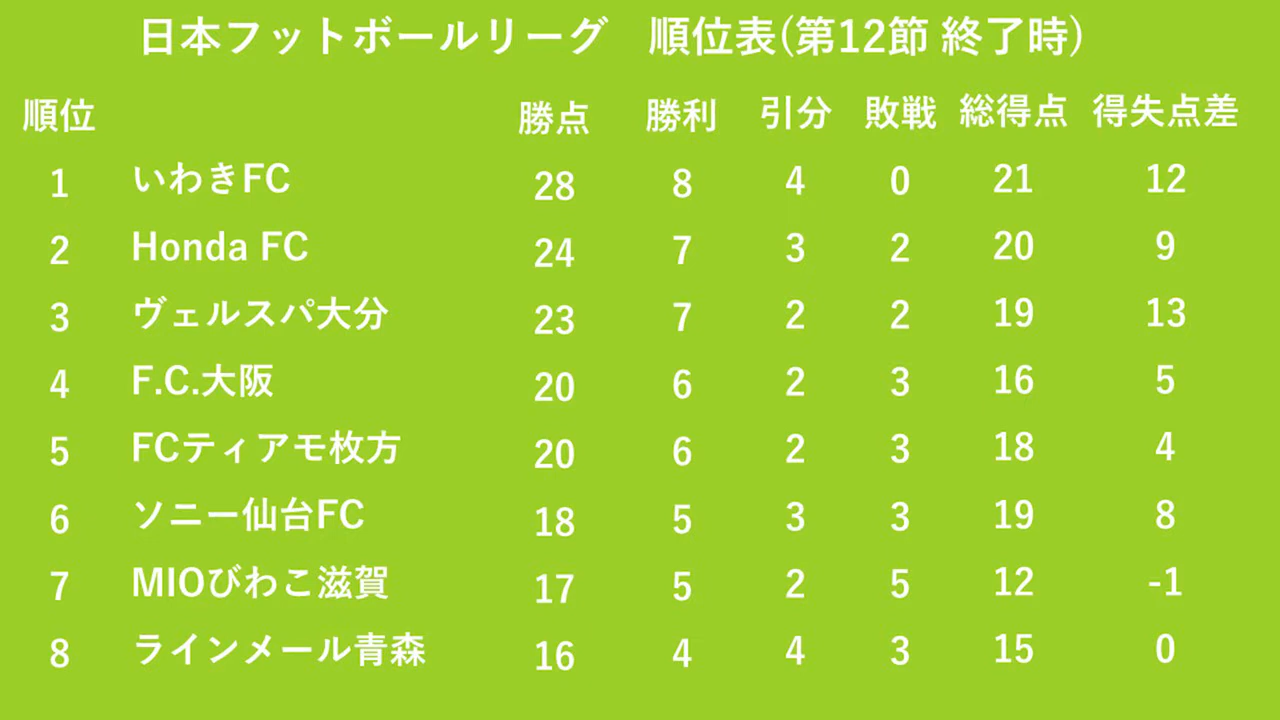 日本フットボールリーグ　順位表(第12節 終了時)
順位 勝点 勝利 引分 敗戦 総得点 得失点差
1 いわきFC 28 8 4 0 21 12
2 Honda FC 24 7 3 2 20 9
3 ヴェルスパ大分 23 7 2 2 19 13
4 F.C.大阪 20 6 2 3 16 5
5 FCティアモ枚方 20 6 2 3 18 4
6 ソニー仙台FC 18 5 3 3 19 8
7 MIOびわこ滋賀 17 5 2 5 12 -1
8 ラインメール青森 16 4 4 3 15 0